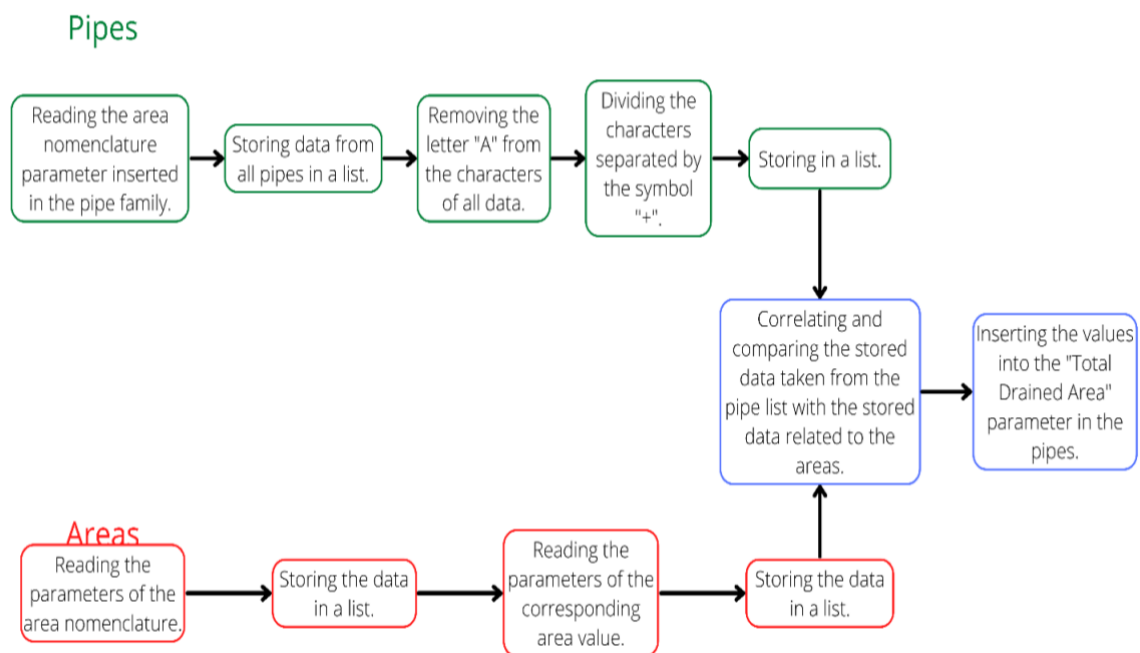 Pipes
Reading the area
nomenclature
parameter inserted
in the pipe family.
Storing data from
all pipes in a list.
Removing the
letter "A" from
the characters
of all data.
Dividing the
characters
separated by
the symbol
"+".
Storing in a list.
Correlating and
comparing the stored
data taken from the
pipe list with the stored
data related to the
areas.
Inserting the values
into the "Total
Drained Area"
parameter in the
pipes.
Areas
Reading the
parameters of the
area nomenclature.
Storing the data
in a list.
Reading the
parameters of the
corresponding
area value.
Storing the data
in a list.